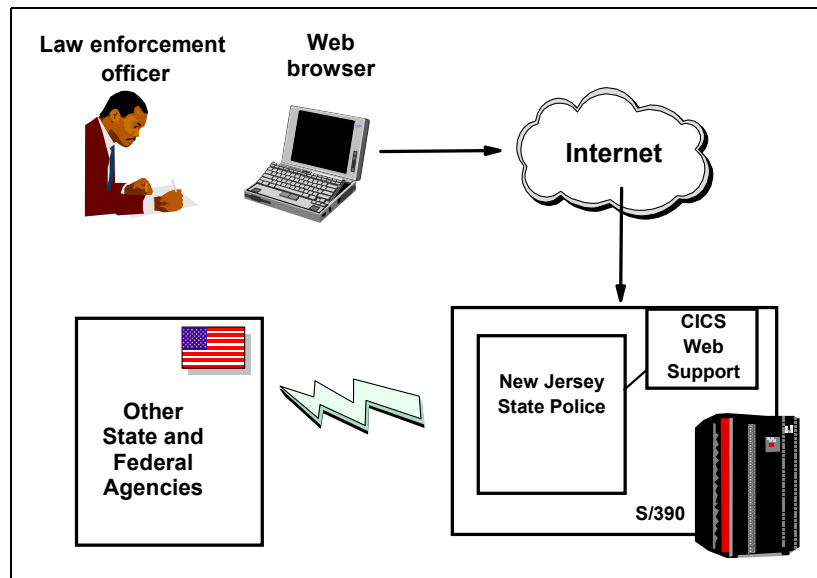 Law enforcement
officer
Web
browser
Internet
CICS
Web
Support
New Jersey
State Police
Other
State and
Federal
Agencies
S/390